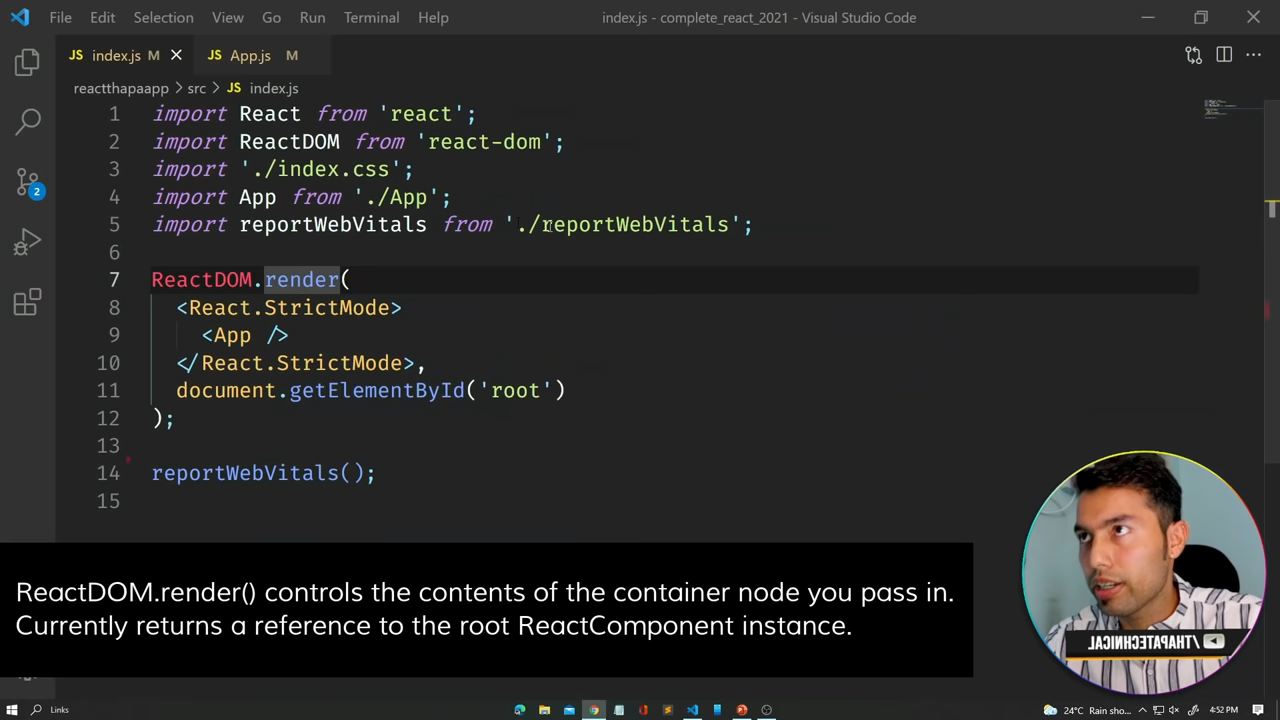 File Edit Selection View Go Run Terminal Help index.js - complete_react_2021 - Visual Studio Code
JS index.js M JS App.js M
reactthapaapp > src > JS index.js
1 import React from 'react';
2 import ReactDOM from 'react-dom';
3 import './index.css';
4 import App from './App';
5 import reportWebVitals from './reportWebVitals';
6
7 ReactDOM.render(
8 <React.StrictMode>
9 <App />
10 </React.StrictMode>,
11 document.getElementById('root')
12 );
13
14 reportWebVitals();
15
2
ReactDOM.render() controls the contents of the container node you pass in.
Currently returns a reference to the root ReactComponent instance.
/THAPATECHNICAL
Links 24°C Rain sho... 4:52 PM